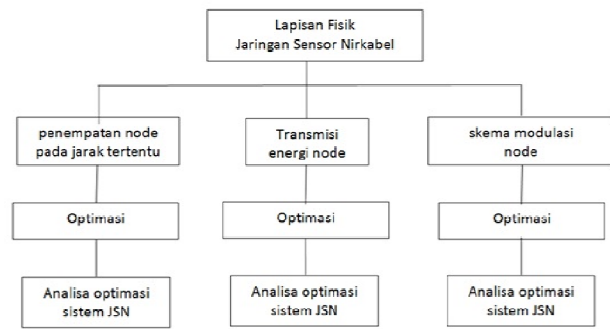 Lapisan Fisik
Jaringan Sensor Nirkabel
penempatan node
pada jarak tertentu
Transmisi
energi node
skema modulasi
node
Optimasi
Optimasi
Optimasi
Analisa optimasi
sistem JSN
Analisa optimasi
sistem JSN
Analisa optimasi
sistem JSN